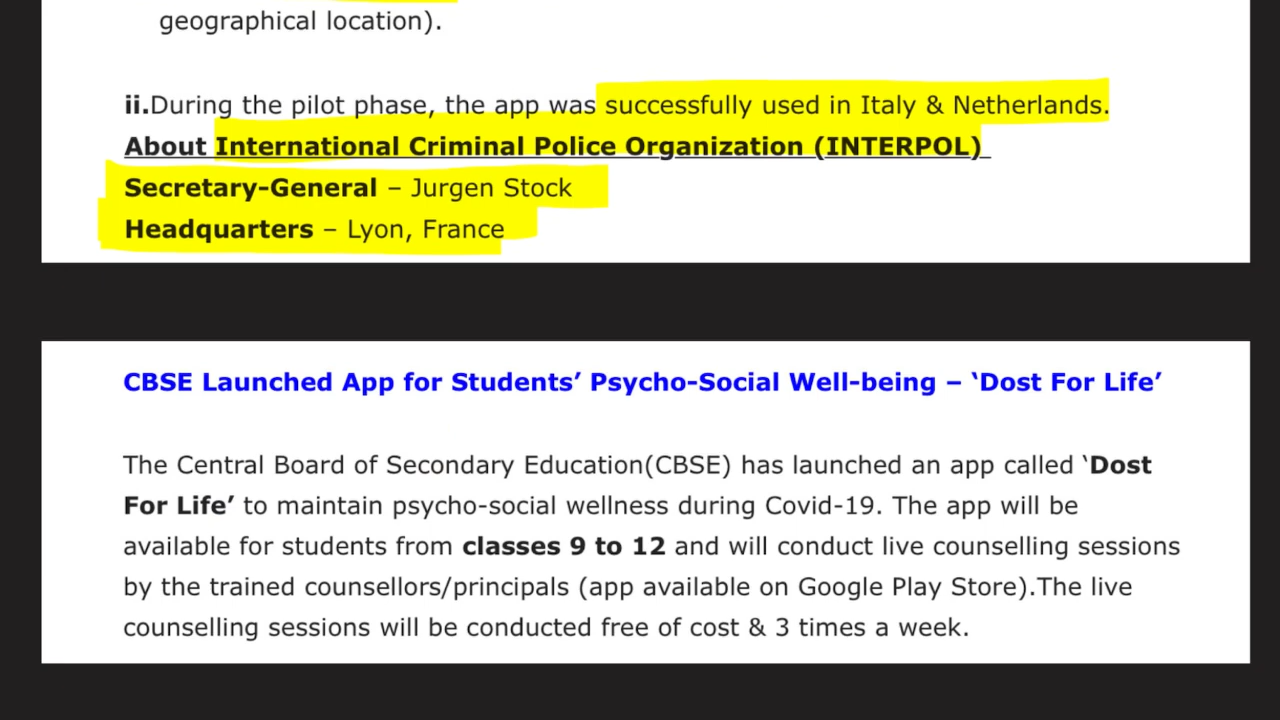 geographical location).
ii.During the pilot phase, the app was successfully used in Italy & Netherlands.
About International Criminal Police Organization (INTERPOL)
Secretary-General – Jurgen Stock
Headquarters – Lyon, France
CBSE Launched App for Students’ Psycho-Social Well-being – ‘Dost For Life’
The Central Board of Secondary Education(CBSE) has launched an app called ‘Dost
For Life’ to maintain psycho-social wellness during Covid-19. The app will be
available for students from classes 9 to 12 and will conduct live counselling sessions
by the trained counsellors/principals (app available on Google Play Store).The live
counselling sessions will be conducted free of cost & 3 times a week.